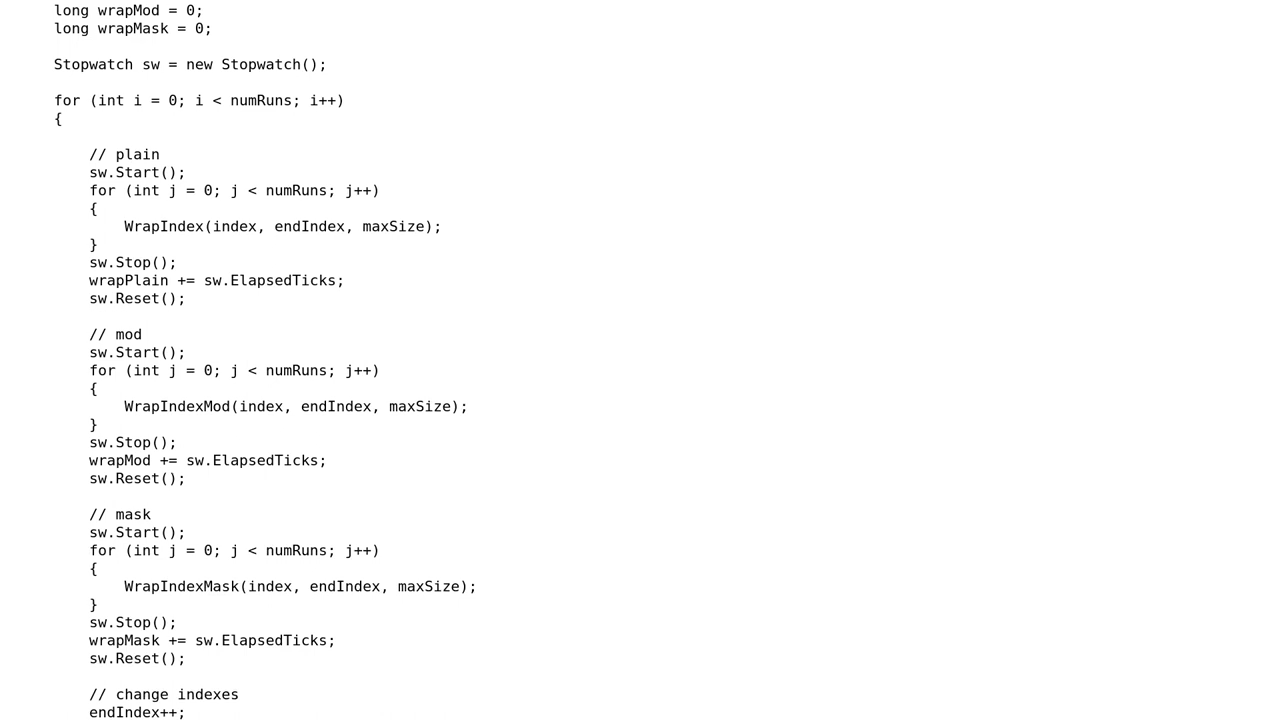 long wrapMod = 0;
long wrapMask = 0;

Stopwatch sw = new Stopwatch();

for (int i = 0; i < numRuns; i++)
{

    // plain
    sw.Start();
    for (int j = 0; j < numRuns; j++)
    {
        WrapIndex(index, endIndex, maxSize);
    }
    sw.Stop();
    wrapPlain += sw.ElapsedTicks;
    sw.Reset();

    // mod
    sw.Start();
    for (int j = 0; j < numRuns; j++)
    {
        WrapIndexMod(index, endIndex, maxSize);
    }
    sw.Stop();
    wrapMod += sw.ElapsedTicks;
    sw.Reset();

    // mask
    sw.Start();
    for (int j = 0; j < numRuns; j++)
    {
        WrapIndexMask(index, endIndex, maxSize);
    }
    sw.Stop();
    wrapMask += sw.ElapsedTicks;
    sw.Reset();

    // change indexes
    endIndex++;